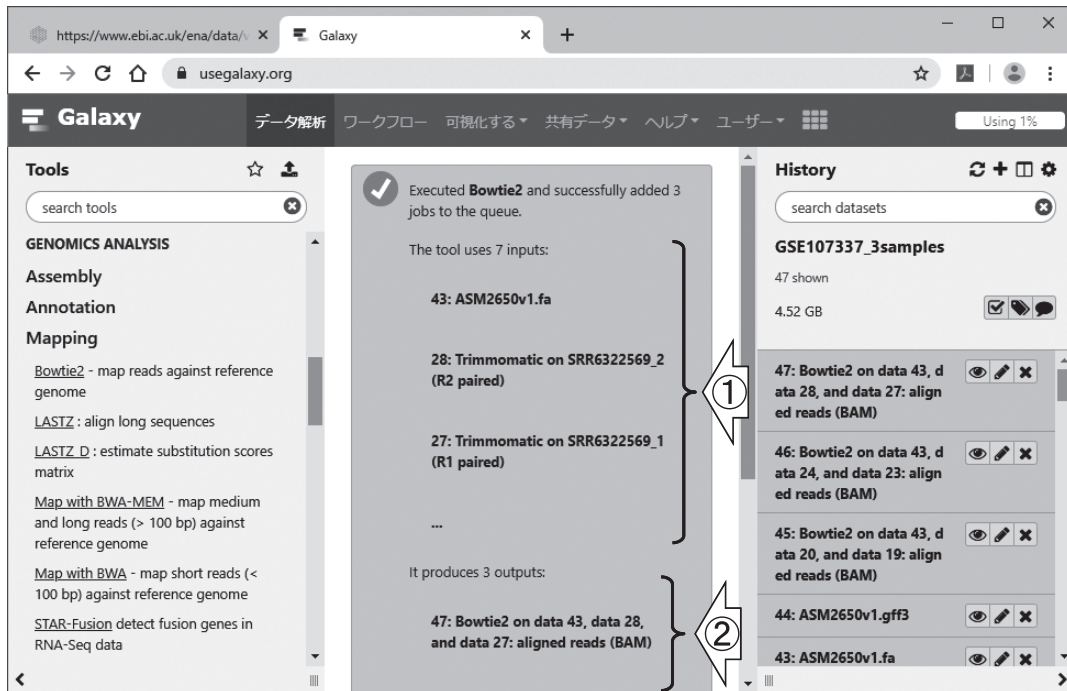 https://www.ebi.ac.uk/ena/data/v
Galaxy
usegalaxy.org
Galaxy
データ解析 ワークフロー 可視化する 共有データ ヘルプ ユーザー
Using 1%
Tools
search tools
GENOMICS ANALYSIS
Assembly
Annotation
Mapping
Bowtie2 - map reads against reference
genome
LASTZ : align long sequences
LASTZ_D : estimate substitution scores
matrix
Map with BWA-MEM - map medium
and long reads (> 100 bp) against
reference genome
Map with BWA - map short reads (<
100 bp) against reference genome
STAR-Fusion detect fusion genes in
RNA-Seq data
Executed Bowtie2 and successfully added 3
jobs to the queue.
The tool uses 7 inputs:
43: ASM2650v1.fa
28: Trimmomatic on SRR6322569_2
(R2 paired)
27: Trimmomatic on SRR6322569_1
(R1 paired)
...
①
It produces 3 outputs:
47: Bowtie2 on data 43, data 28,
and data 27: aligned reads (BAM)
②
History
search datasets
GSE107337_3samples
47 shown
4.52 GB
47: Bowtie2 on data 43, d
ata 28, and data 27: align
ed reads (BAM)
46: Bowtie2 on data 43, d
ata 24, and data 23: align
ed reads (BAM)
45: Bowtie2 on data 43, d
ata 20, and data 19: align
ed reads (BAM)
44: ASM2650v1.gff3
43: ASM2650v1.fa